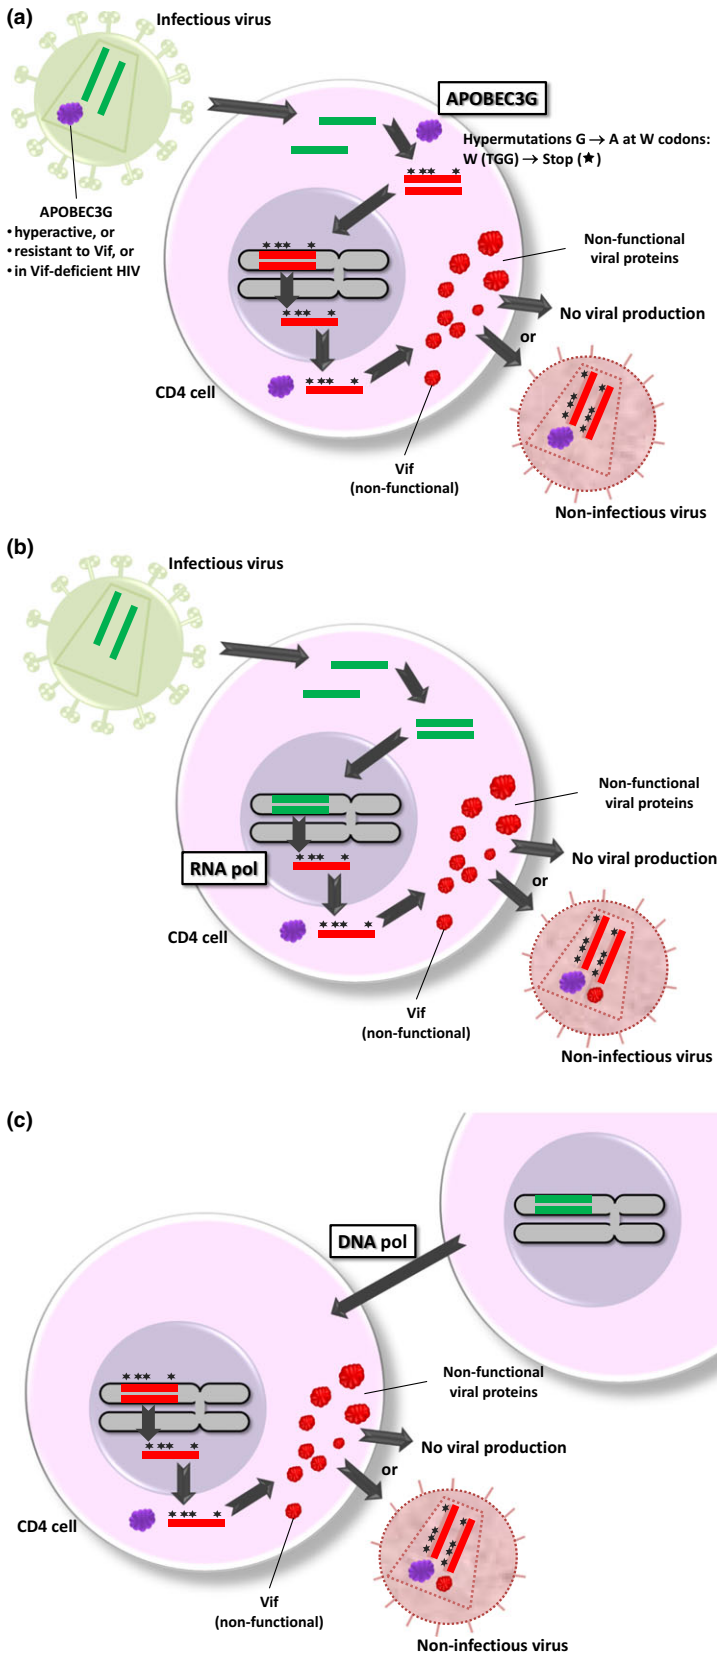 (a)
Infectious virus
APOBEC3G
Hypermutations G → A at W codons:
W (TGG) → Stop (★)
APOBEC3G
• hyperactive, or
• resistant to Vif, or
• in Vif-deficient HIV
Non-functional
viral proteins
No viral production
or
CD4 cell
Vif
(non-functional)
Non-infectious virus
(b)
Infectious virus
Non-functional
viral proteins
No viral production
RNA pol
or
CD4 cell
Vif
(non-functional)
Non-infectious virus
(c)
DNA pol
Non-functional
viral proteins
No viral production
or
CD4 cell
Vif
(non-functional)
Non-infectious virus